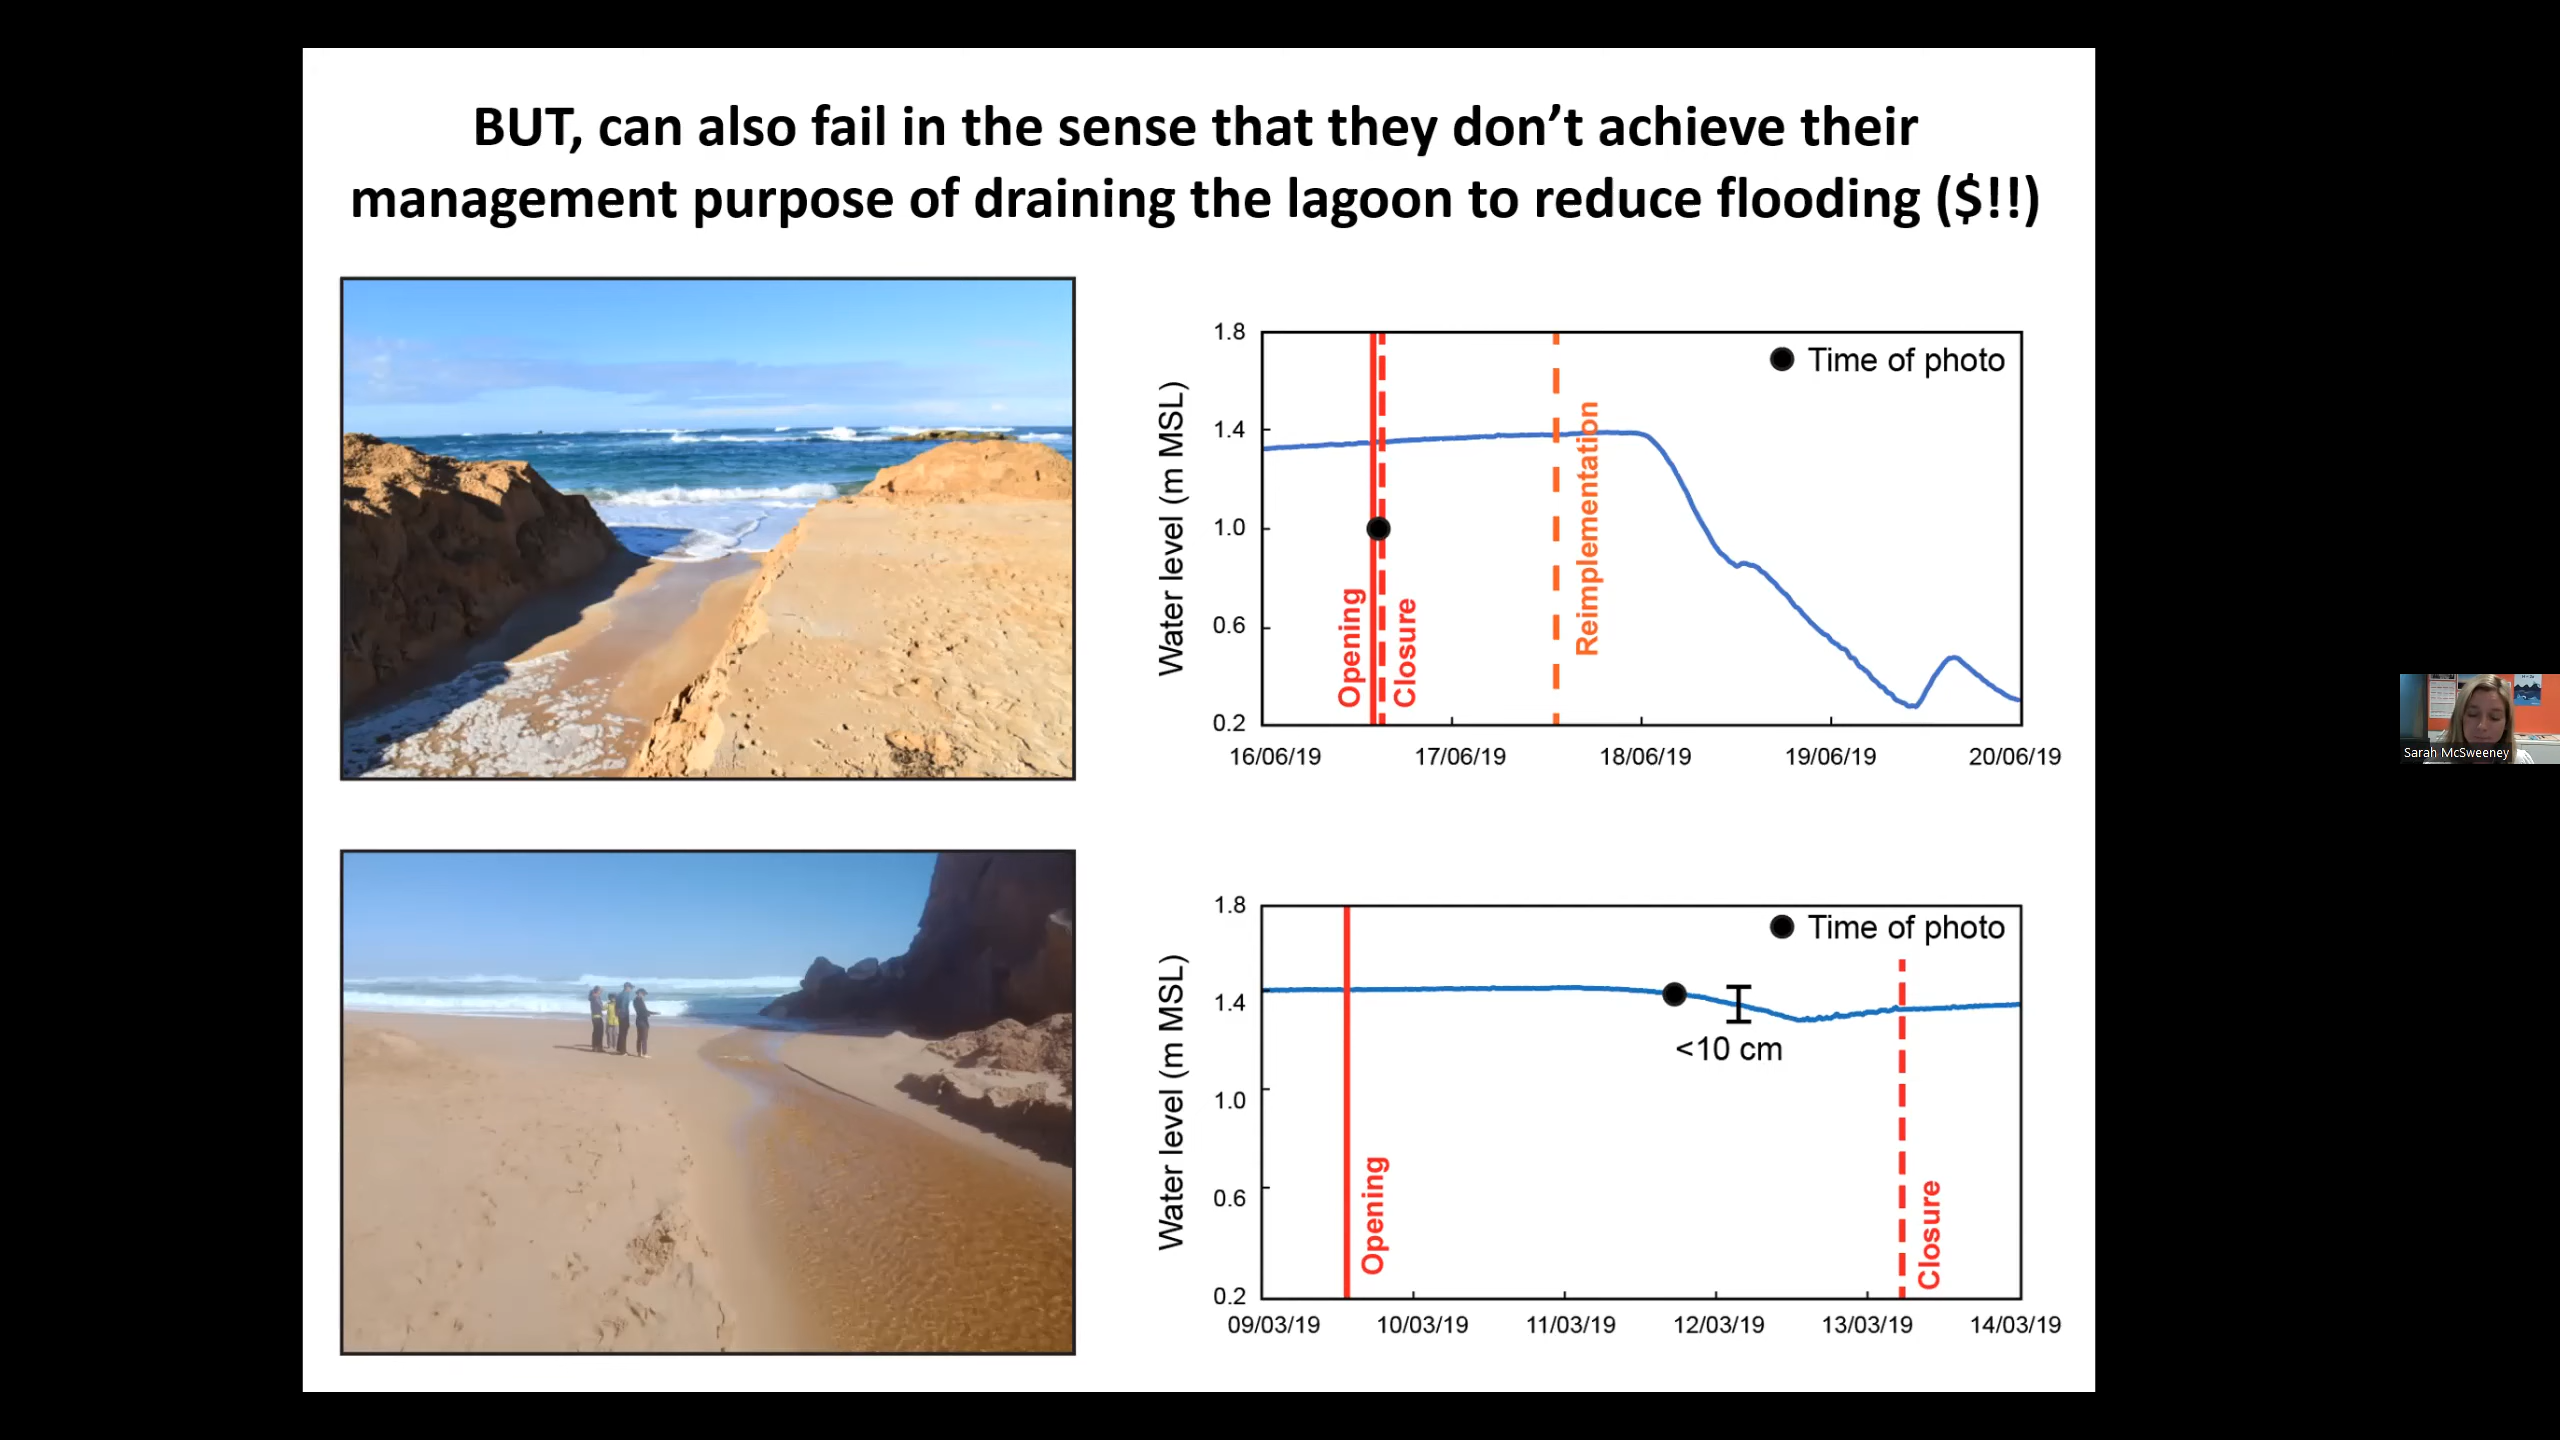 BUT, can also fail in the sense that they don’t achieve their
management purpose of draining the lagoon to reduce flooding ($!!)
Water level (m MSL)
1.8
1.4
1.0
0.6
0.2
Time of photo
Opening
Closure
Reimplementation
16/06/19 17/06/19 18/06/19 19/06/19 20/06/19
Sarah McSweeney
Water level (m MSL)
1.8
1.4
1.0
0.6
0.2
Time of photo
<10 cm
Opening
Closure
09/03/19 10/03/19 11/03/19 12/03/19 13/03/19 14/03/19